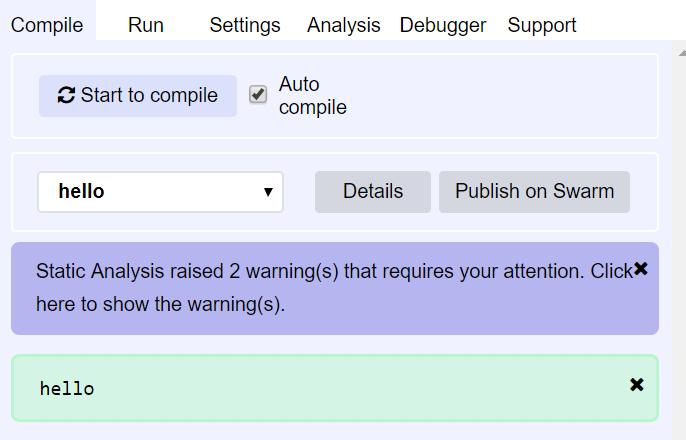 Compile Run Settings Analysis Debugger Support
Start to compile
Auto
compile
hello
Details
Publish on Swarm
Static Analysis raised 2 warning(s) that requires your attention. Click
here to show the warning(s).
hello